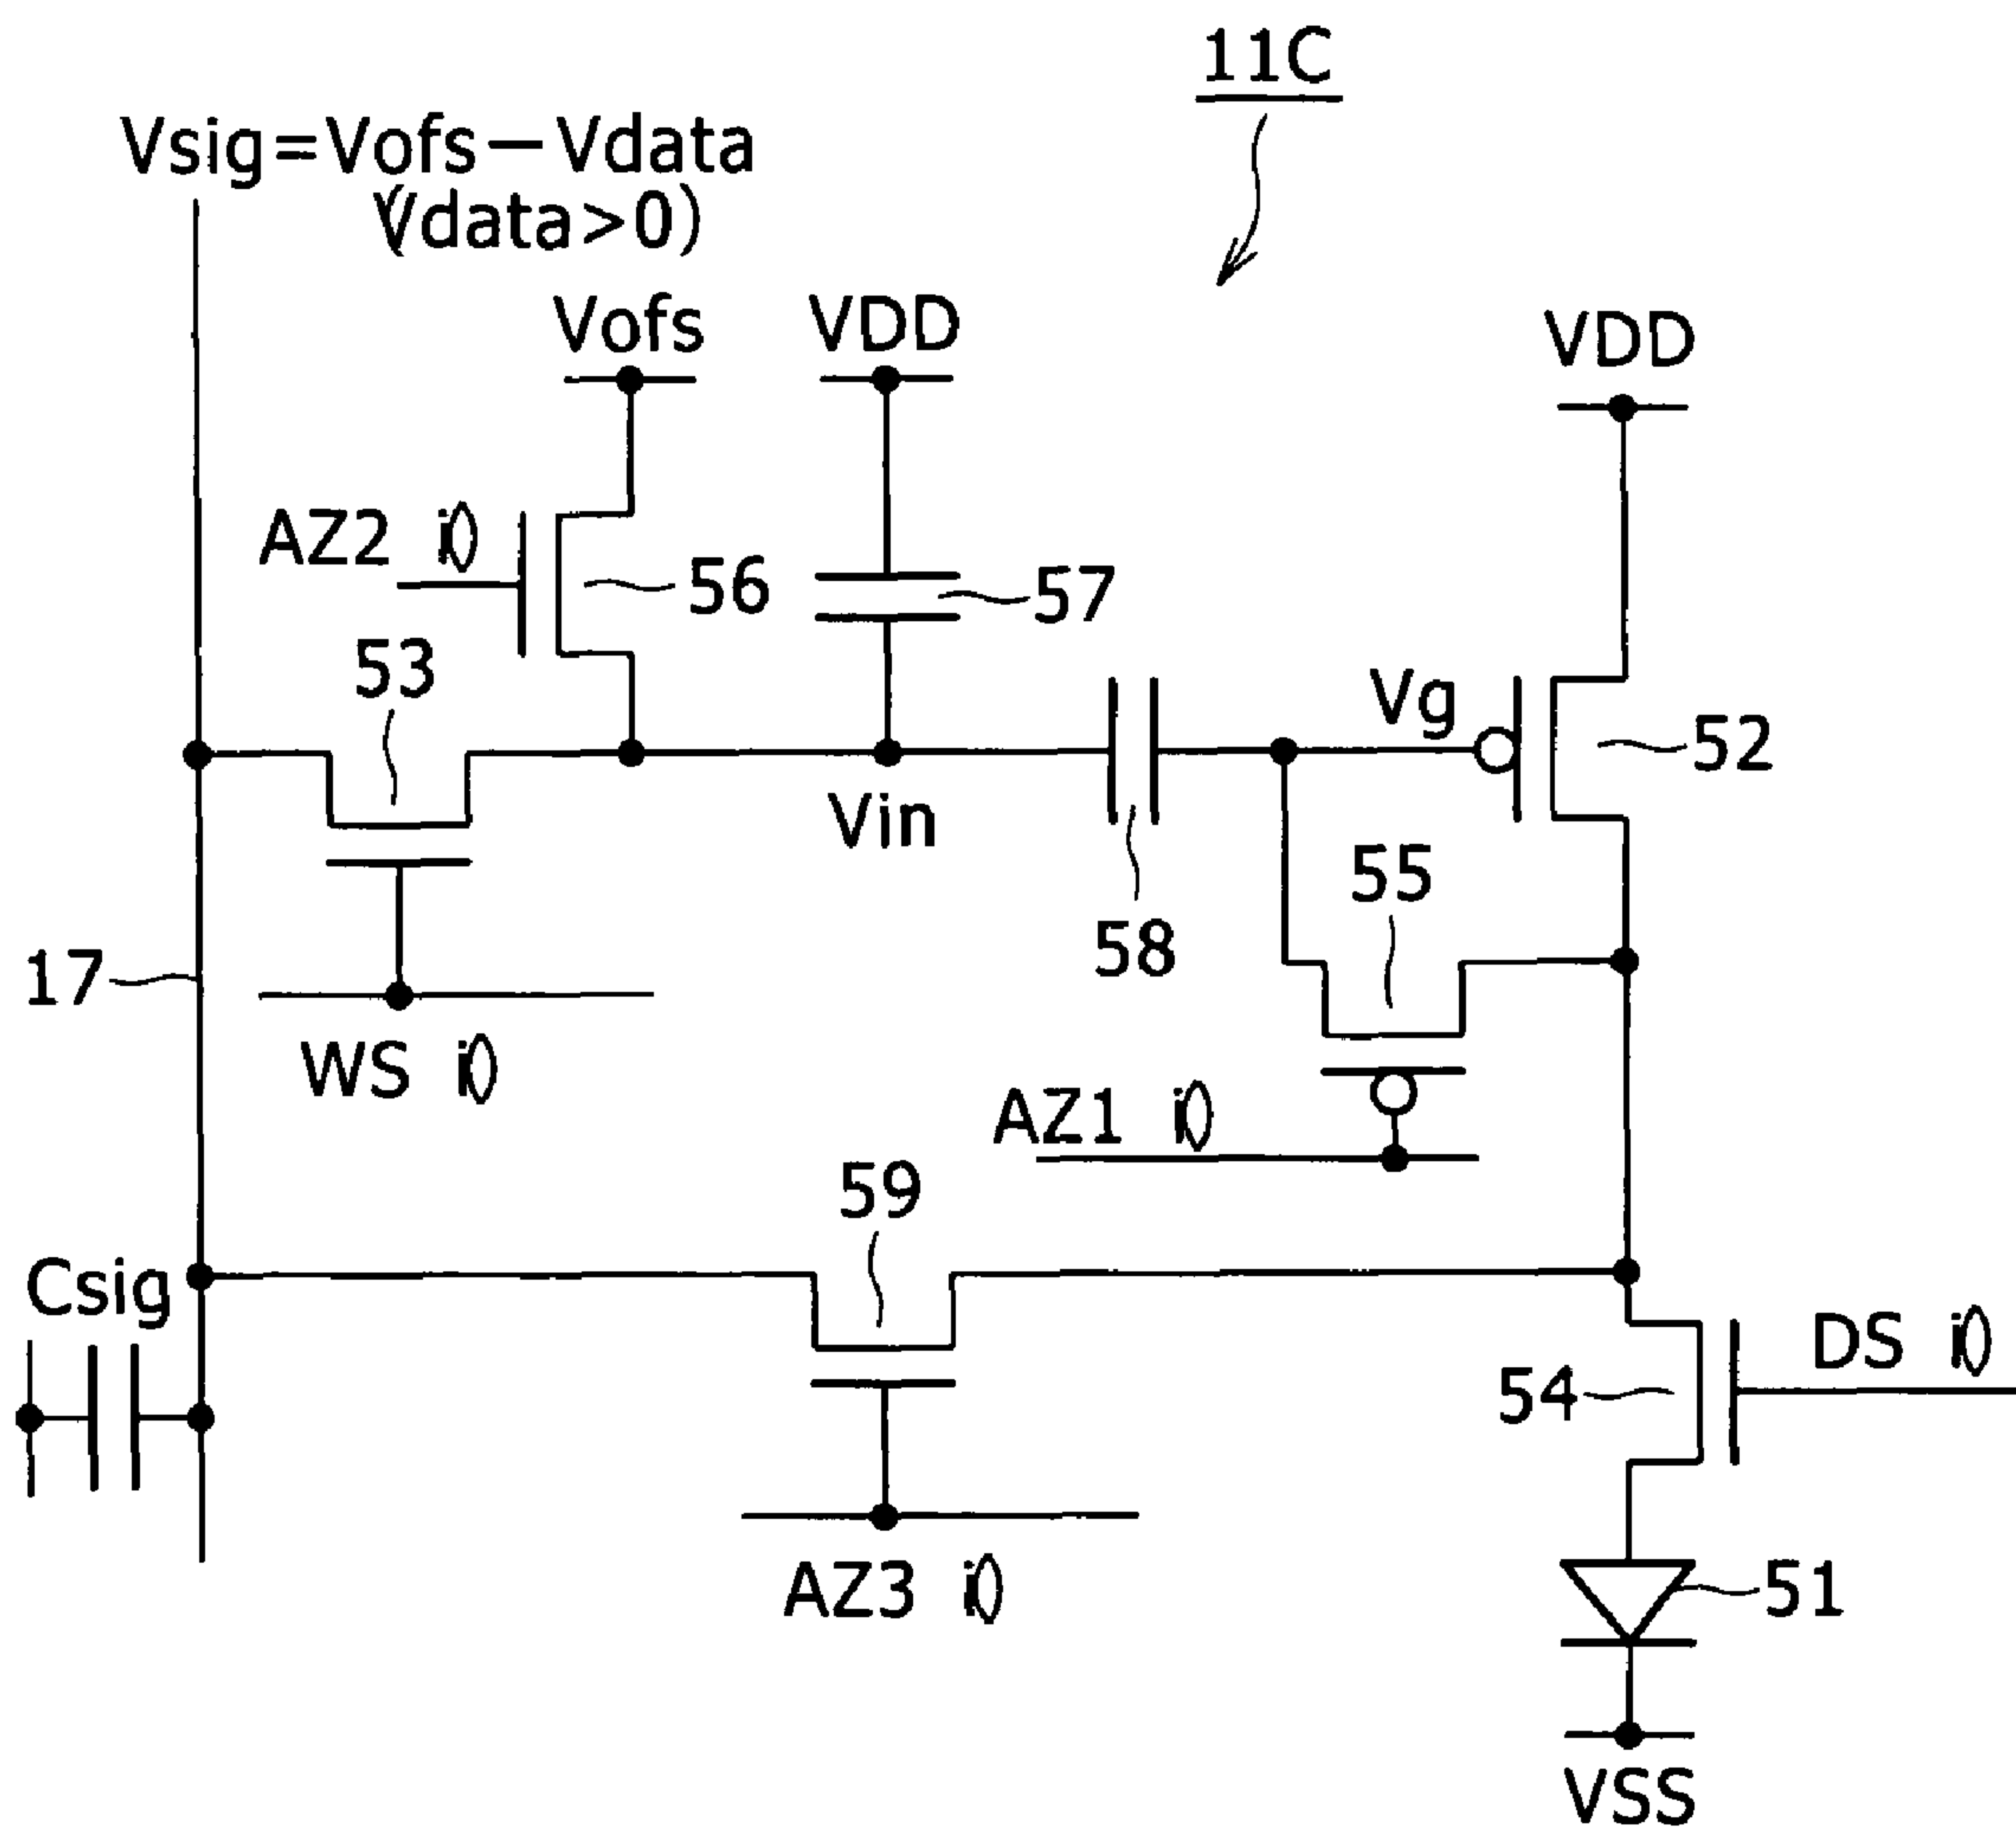 11C
Vsig=Vofs−Vdata
(Vdata>0)
Vofs
VDD
VDD
AZ2 i()
56
57
53
Vg
52
Vin
55
58
17
WS i()
AZ1 i()
59
Csig
DS i()
54
AZ3 i()
51
VSS